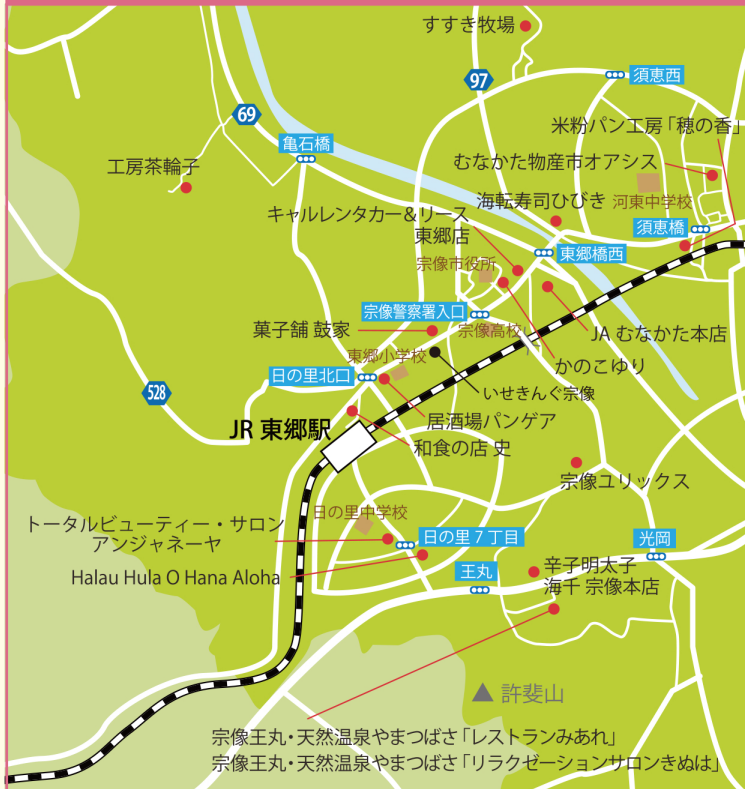 すすき牧場
97
須恵西
69
米粉パン工房「穂の香」
亀石橋
むなかた物産市オアシス
工房茶輪子
海転寿司ひびき
河東中学校
キャルレンタカー&リース
東郷店
須恵橋
東郷橋西
宗像市役所
宗像警察署入口
菓子舗 鼓家
宗像高校
JA むなかた本店
東郷小学校
かのこゆり
日の里北口
いせきんぐ宗像
528
居酒場パンゲア
JR 東郷駅
和食の店 史
宗像ユリックス
トータルビューティー・サロン
アンジャネーヤ
日の里中学校
日の里7丁目
光岡
Halau Hula O Hana Aloha
王丸
辛子明太子
海千 宗像本店
許斐山
宗像王丸・天然温泉やまつばさ「レストランみあれ」
宗像王丸・天然温泉やまつばさ「リラクゼーションサロンきぬは」